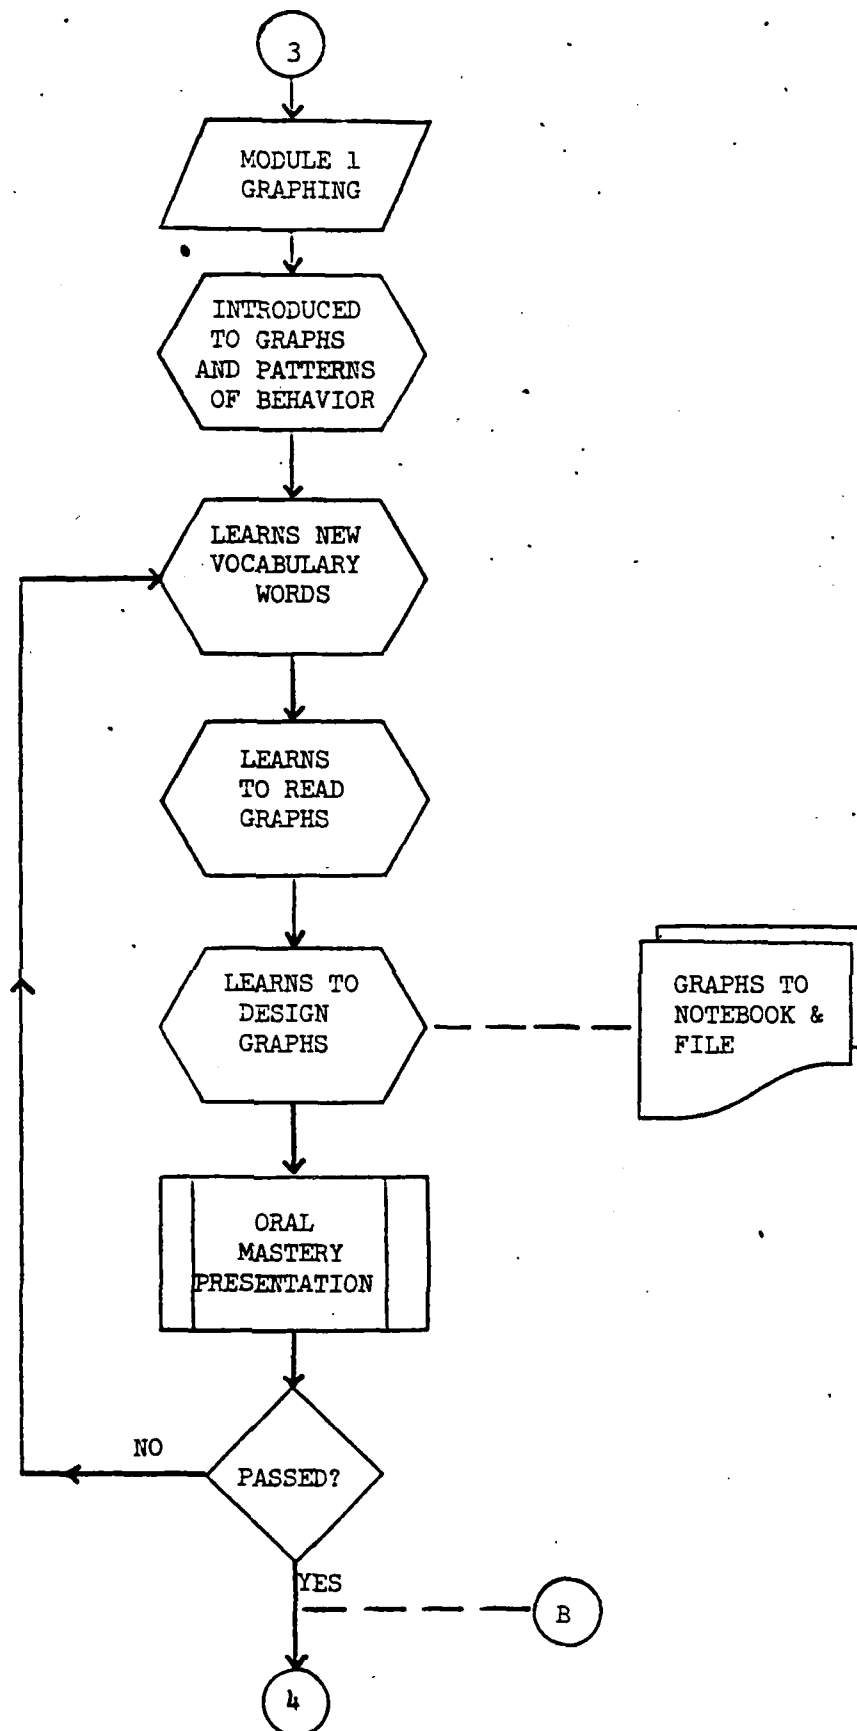 3
MODULE 1
GRAPHING
INTRODUCED
TO GRAPHS
AND PATTERNS
OF BEHAVIOR
LEARNS NEW
VOCABULARY
WORDS
LEARNS
TO READ
GRAPHS
LEARNS TO
DESIGN
GRAPHS
GRAPHS TO
NOTEBOOK &
FILE
ORAL
MASTERY
PRESENTATION
NO
PASSED?
YES
B
4